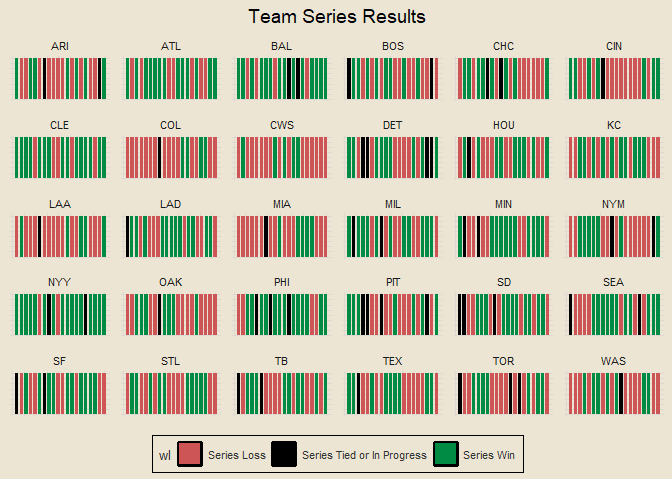 Team Series Results
ARI ATL BAL BOS CHC CIN
CLE COL CWS DET HOU KC
LAA LAD MIA MIL MIN NYM
NYY OAK PHI PIT SD SEA
SF STL TB TEX TOR WAS
wl Series Loss Series Tied or In Progress Series Win